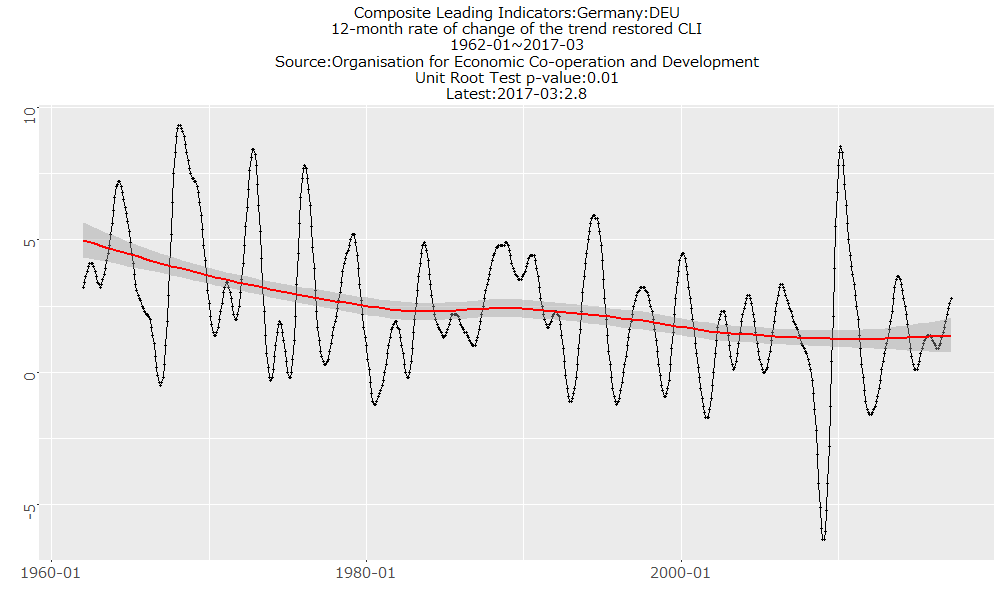 Composite Leading Indicators:Germany:DEU
12-month rate of change of the trend restored CLI
1962-01~2017-03
Source:Organisation for Economic Co-operation and Development
Unit Root Test p-value:0.01
Latest:2017-03:2.8
10
5
0
-5
1960-01
1980-01
2000-01